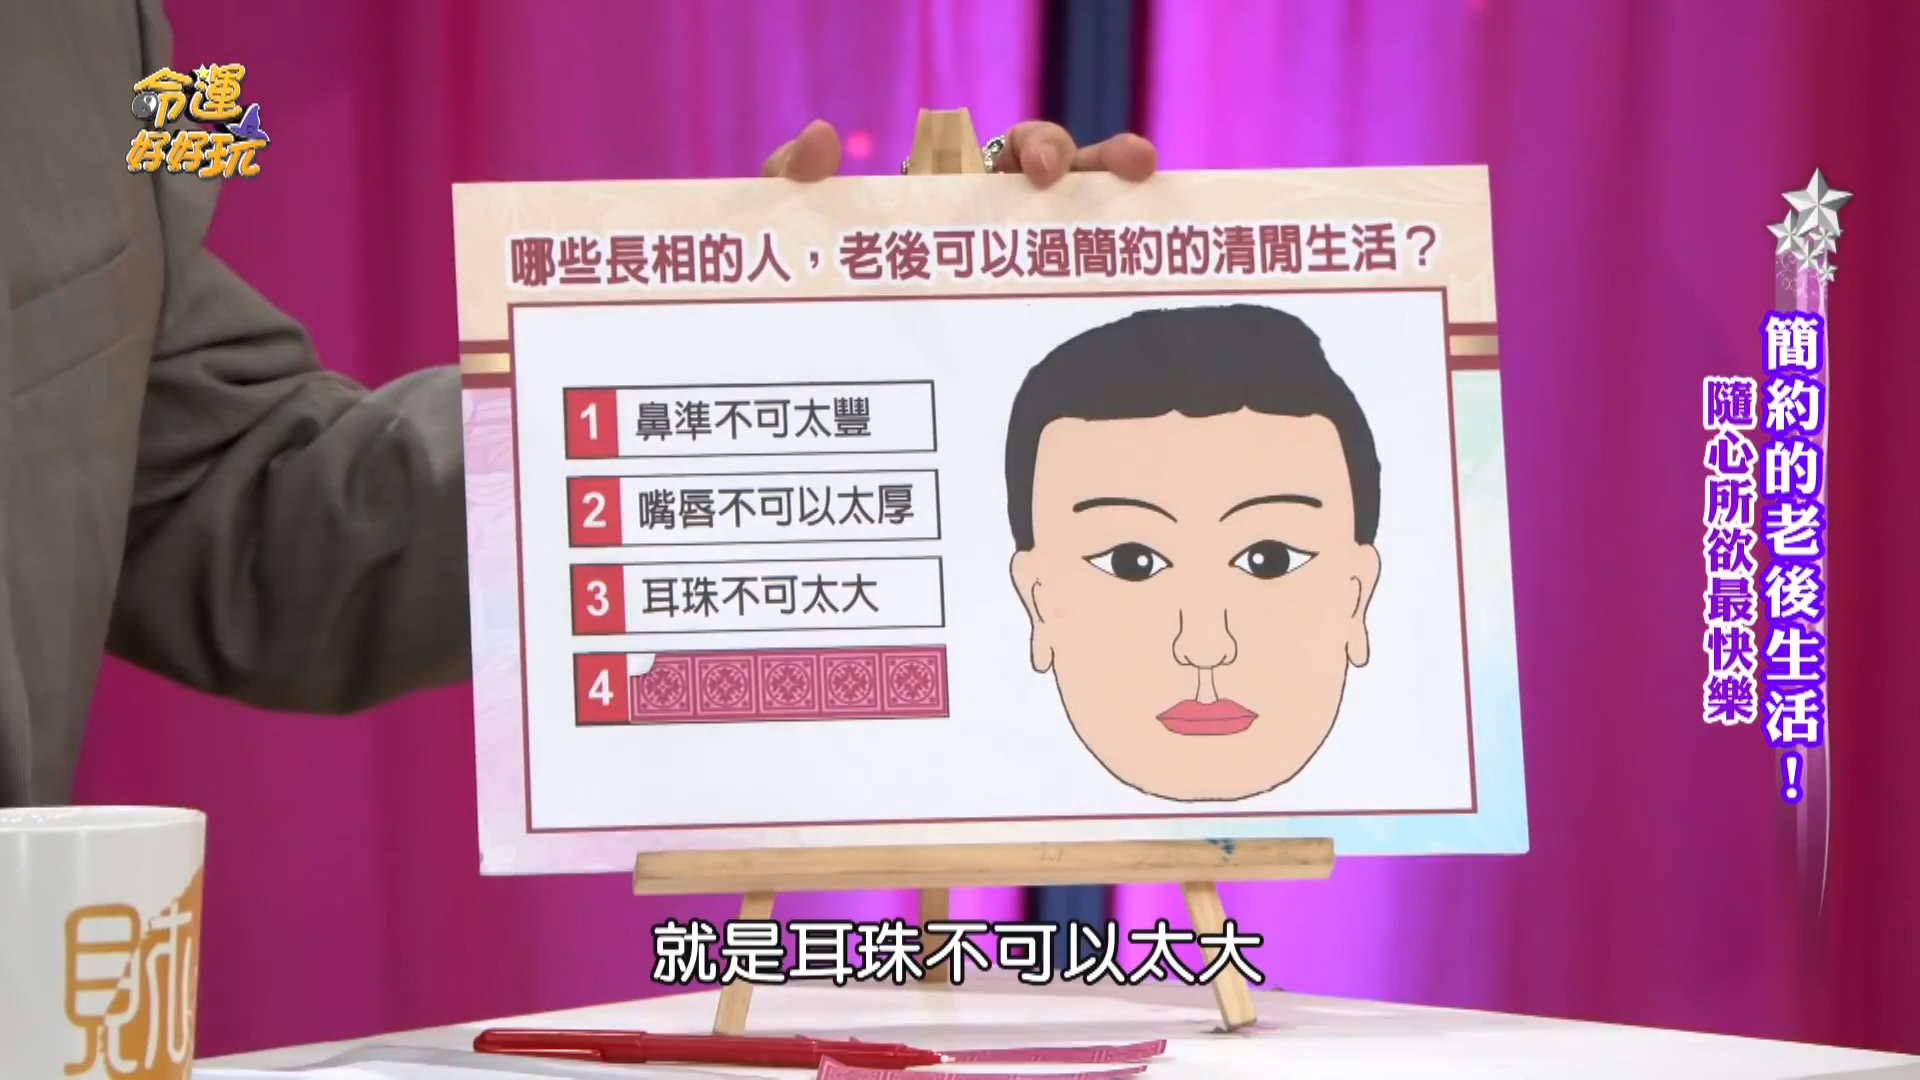 命運
好好玩
哪些長相的人，老後可以過簡約的清閒生活？
1 鼻準不可太豐
2 嘴唇不可以太厚
3 耳珠不可太大
4
簡約的老後生活！
隨心所欲最快樂
就是耳珠不可以太大